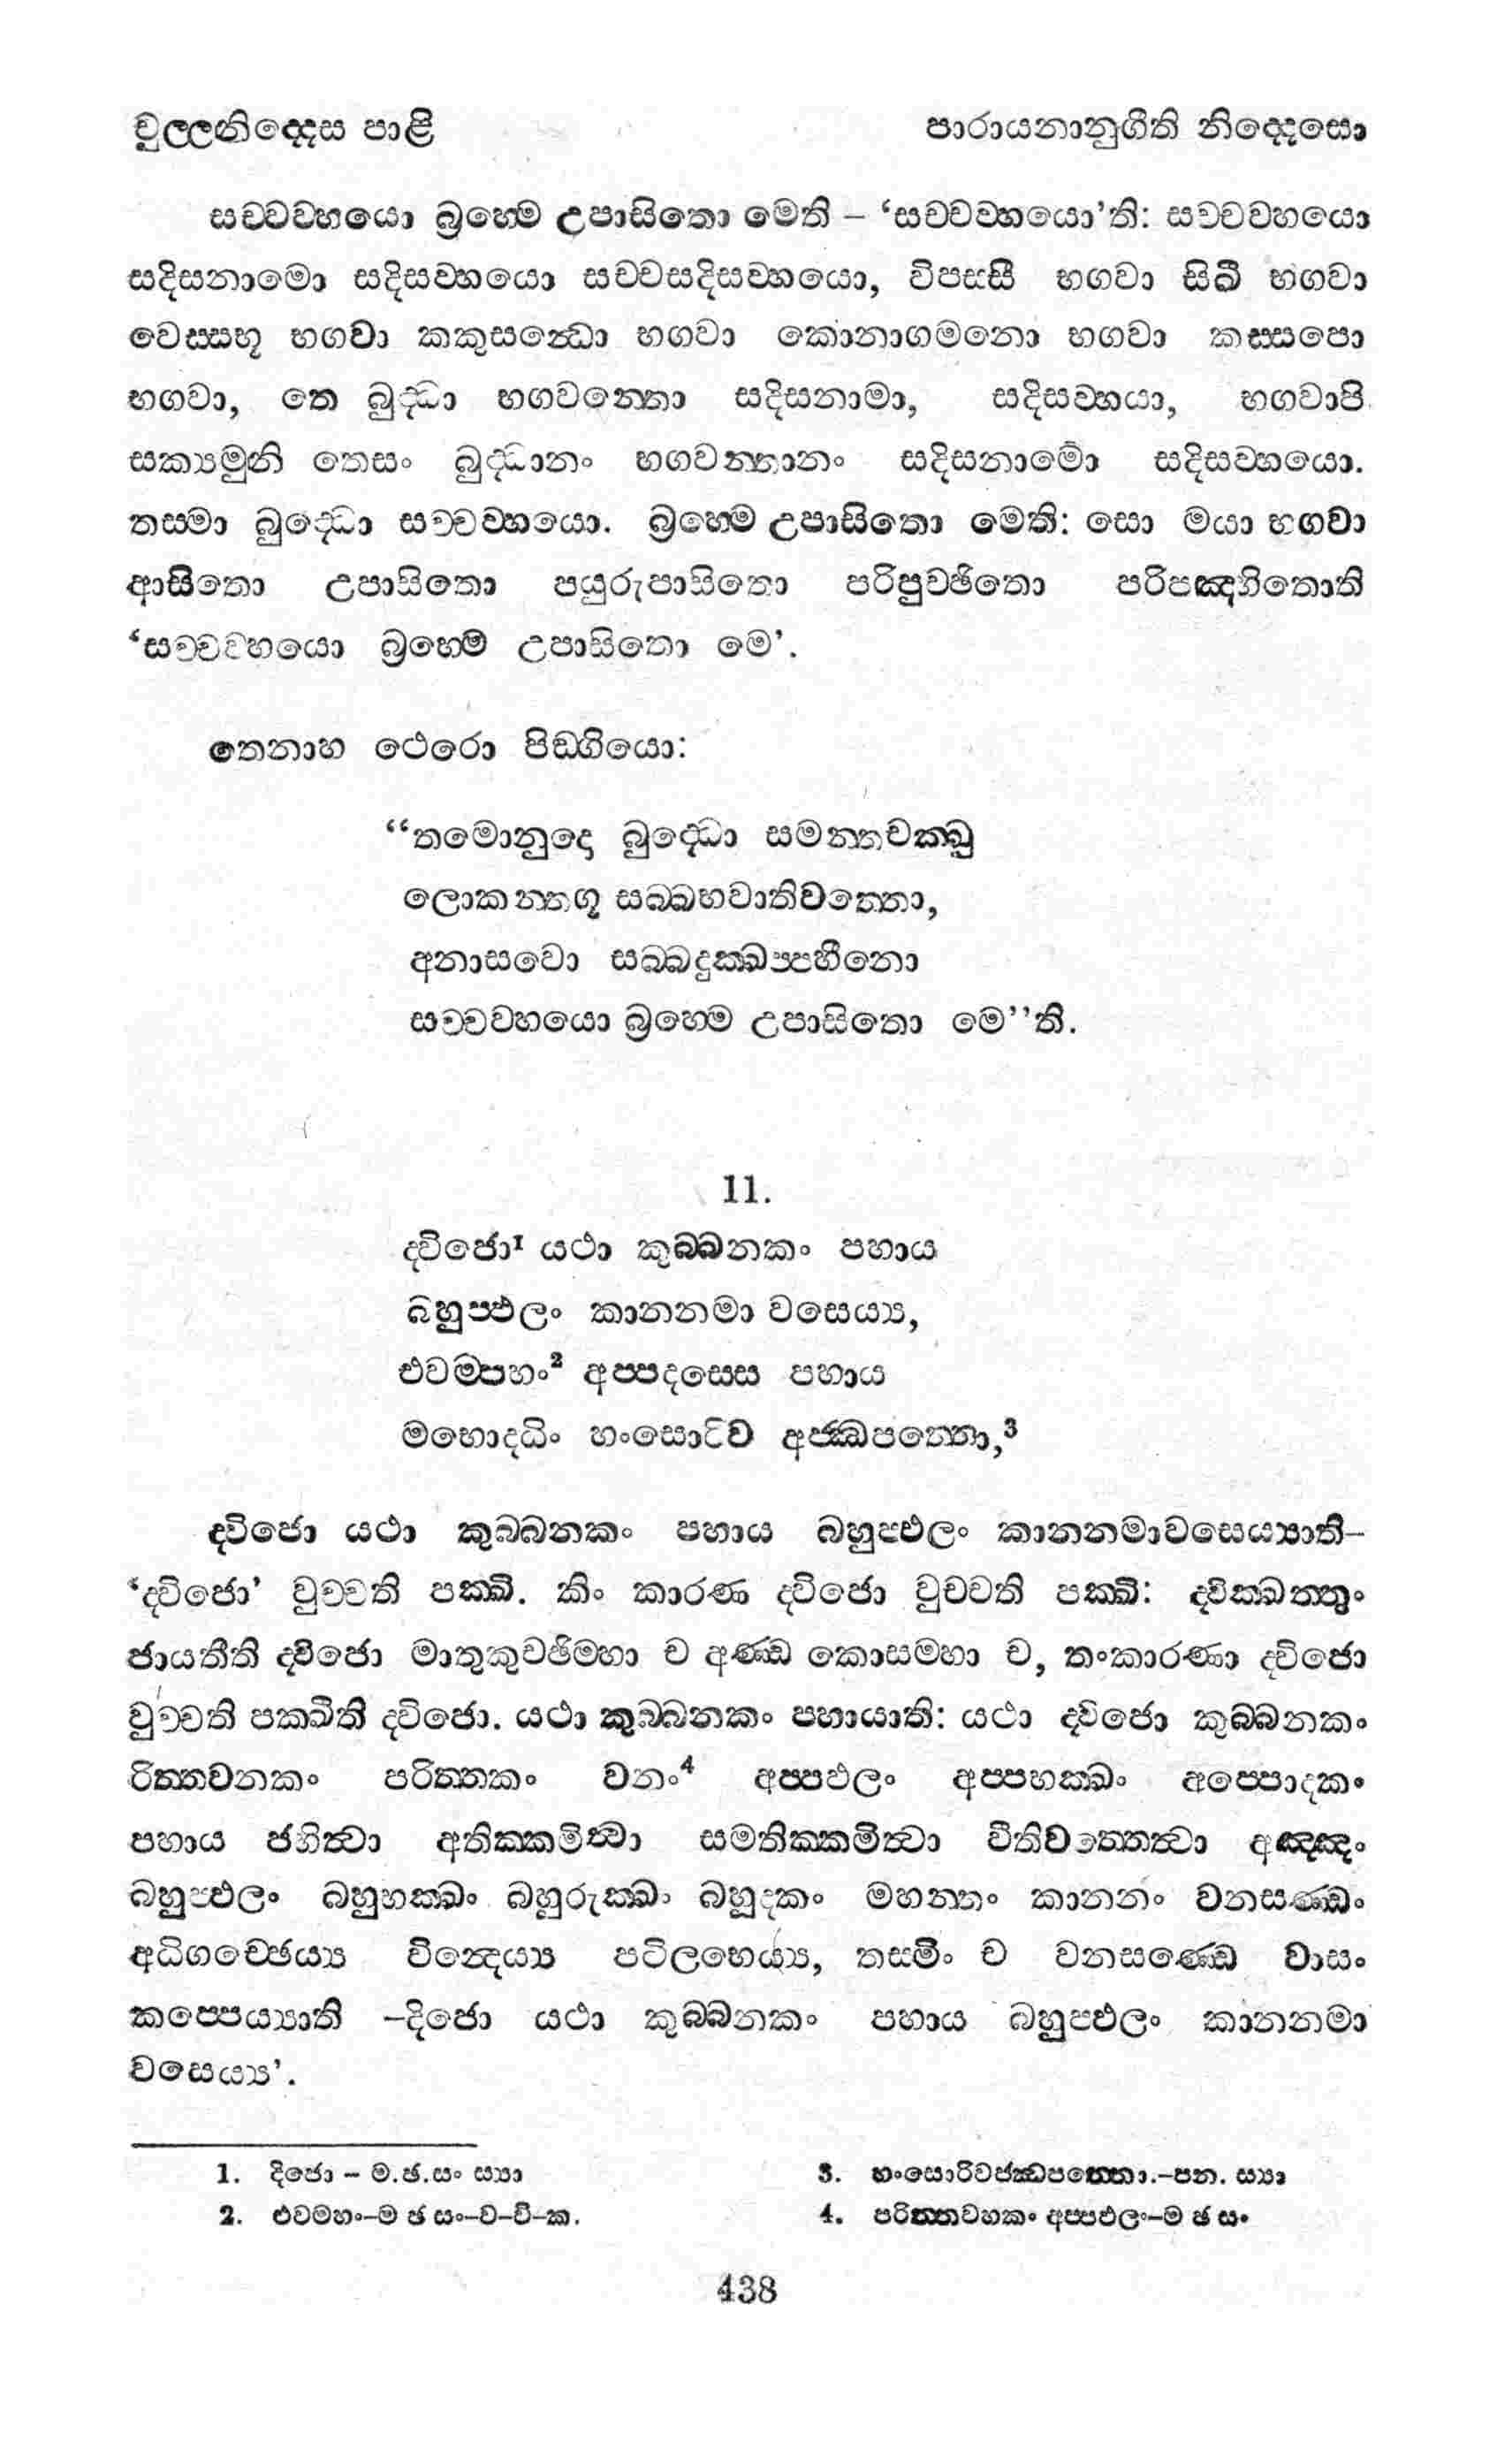 චුල්ලනිද්දෙස පාළි පාරායනානුගීති නිද්දෙසො
සච්චව්හයො බ්‍රහ්මෙ උපාසිතො මෙති – ‘සච්චව්හයො’ති: සච්චව්හයො
සදිසනාමො සදිසව්හයො සච්චසදිසව්හයො, විපස්සී භගවා සිඛී භගවා
වෙස්සභූ භගවා කකුසන්ධො භගවා කොනාගමනො භගවා කස්සපො
භගවා, තෙ බුද්ධා භගවන්තො සදිසනාමා, සදිසව්හයා, භගවාපි
සක්‍යමුනි තෙසං බුද්ධානං භගවන්තානං සදිසනාමො සදිසව්හයො.
තස්මා බුද්ධො සච්චව්හයො. බ්‍රහ්මෙ උපාසිතො මෙති: සො මයා භගවා
ආසිතො උපාසිතො පයුරුපාසිතො පරිපුච්ඡිතො පරිපඤ්හිතොති
‘සච්චව්හයො බ්‍රහ්මෙ උපාසිතො මෙ’.
තෙනාහ ථෙරො පිඞ්ගියො:
“තමොනුදො බුද්ධො සමන්තචක්ඛු
ලොකන්තගූ සබ්බභවාතිවත්තො,
අනාසවො සබ්බදුක්ඛප්පහීනො
සච්චව්හයො බ්‍රහ්මෙ උපාසිතො මෙ”ති.
11.
ද්විජො¹ යථා කුබ්බනකං පහාය
බහුප්ඵලං කානනමා වසෙය්‍ය,
එවම්පහං² අප්පදස්සෙ පහාය
මහොදධිං හංසොරිව අජ්ඣපත්තො,³
ද්විජො යථා කුබ්බනකං පහාය බහුප්ඵලං කානනමාවසෙය්‍යාති–
‘ද්විජො’ වුච්චති පක්ඛි. කිං කාරණ ද්විජො වුච්චති පක්ඛි: ද්වික්ඛත්තුං
ජායතීති ද්විජො මාතුකුච්ඡිම්හා ච අණ්ඩ කොසම්හා ච, තංකාරණා ද්විජො
වුච්චති පක්ඛීති ද්විජො. යථා කුබ්බනකං පහායාති: යථා ද්විජො කුබ්බනකං
රිත්තවනකං පරිත්තකං වනං⁴ අප්පඵලං අප්පභක්ඛං අප්පොදකං
පහාය ජහිත්වා අතික්කමිත්වා සමතික්කමිත්වා වීතිවත්තෙත්වා අඤ්ඤං
බහුප්ඵලං බහුභක්ඛං බහුරුක්ඛං බහූදකං මහන්තං කානනං වනසණ්ඩං
අධිගච්ඡෙය්‍ය වින්දෙය්‍ය පටිලභෙය්‍ය, තස්මිං ච වනසණ්ඩෙ වාසං
කප්පෙය්‍යාති –දිජො යථා කුබ්බනකං පහාය බහුප්ඵලං කානනමා
වසෙය්‍ය’.
1. දිජො – ම.ඡ.සං ස්‍යා 3. හංසොරිවජ්ඣපත්තො.–පන. ස්‍යා
2. එවමහං–ම ඡ සං–ව–වි–ක. 4. පරිත්තවනකං අප්පඵලං–ම ඡ සං
438